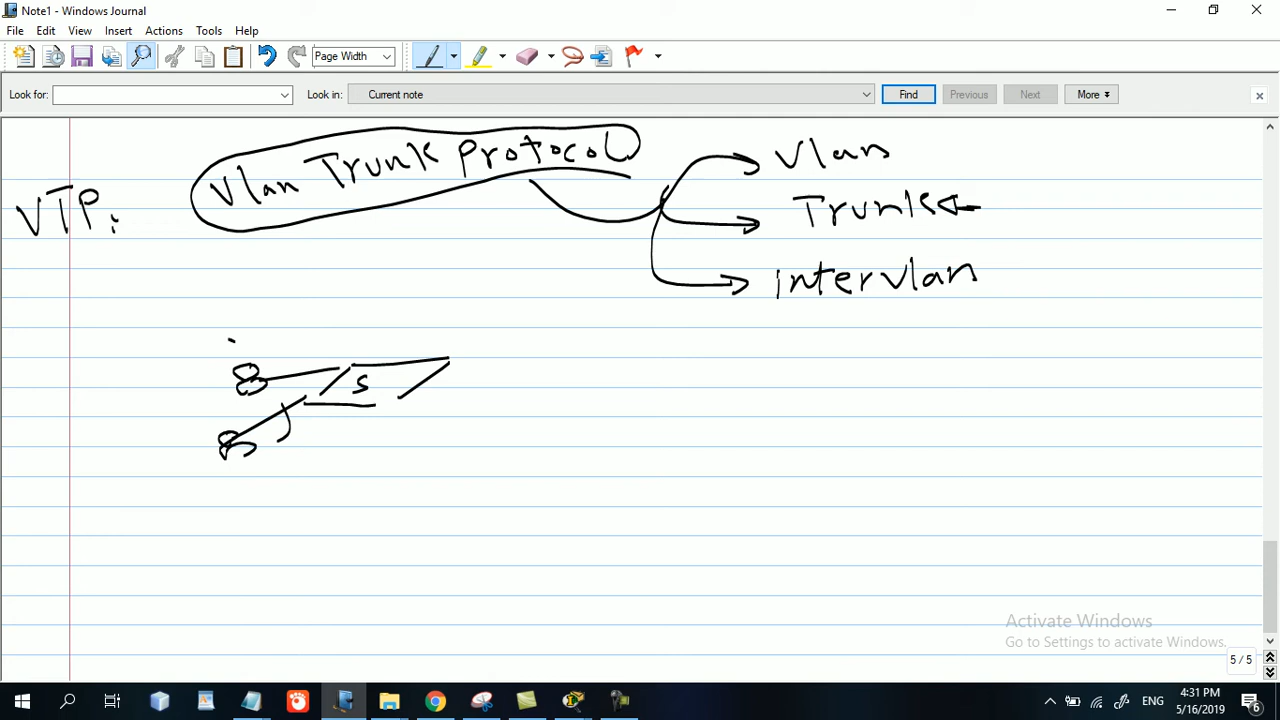 Note1 - Windows Journal
File Edit View Insert Actions Tools Help
Page Width
Look for: Look in: Current note Find Previous Next More
Vlan Trunk Protocol
Vlan
VTP:
Trunk
intervlan
S
Activate Windows
Go to Settings to activate Windows.
5 / 5
ENG
4:31 PM
5/16/2019
6